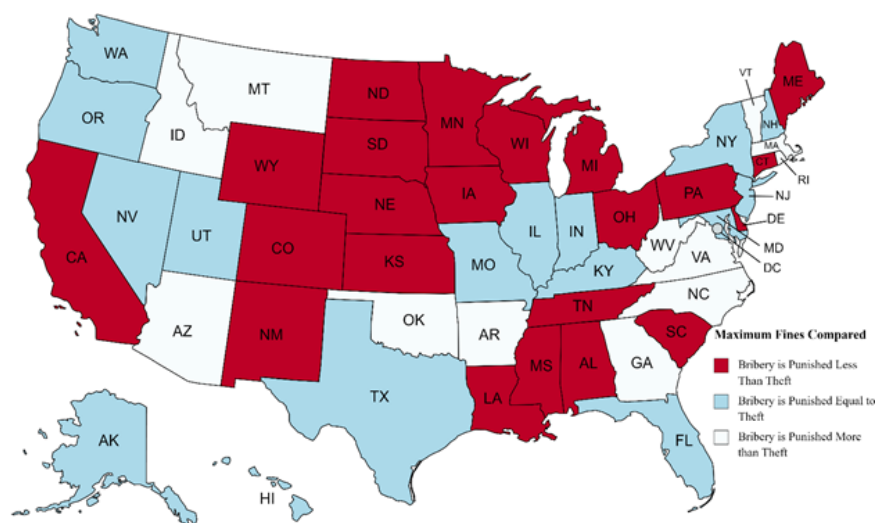 WA
MT
ND
MN
VT
ME
OR
ID
SD
WI
MI
NY
NH
MA
CT
RI
WY
IA
NE
PA
NJ
NV
UT
CO
IL
IN
OH
DE
MD
DC
CA
KS
MO
KY
WV
VA
AZ
NM
OK
AR
TN
NC
SC
MS
AL
GA
TX
LA
FL
AK
HI
Maximum Fines Compared
Bribery is Punished Less
Than Theft
Bribery is Punished Equal to
Theft
Bribery is Punished More
than Theft